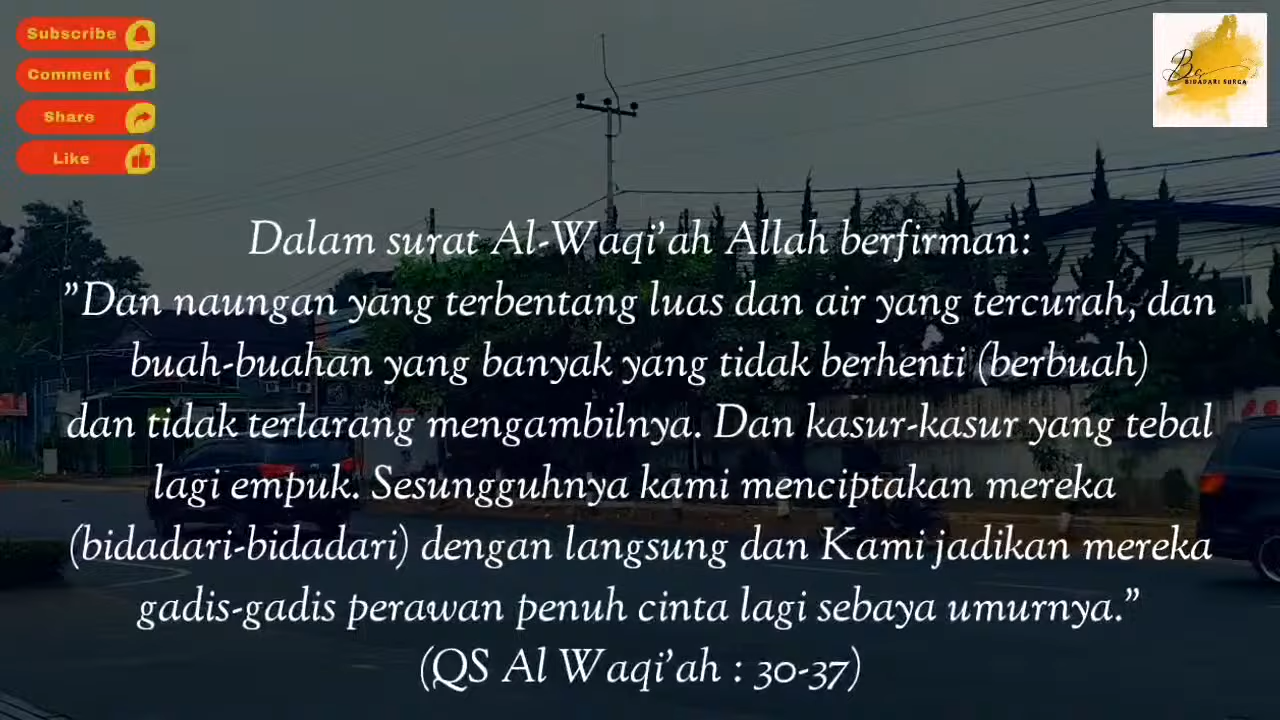 Subscribe
Comment
Share
Like
Bs
BIDADARI SURGA
Dalam surat Al-Waqi’ah Allah berfirman:
”Dan naungan yang terbentang luas dan air yang tercurah, dan
buah-buahan yang banyak yang tidak berhenti (berbuah)
dan tidak terlarang mengambilnya. Dan kasur-kasur yang tebal
lagi empuk. Sesungguhnya kami menciptakan mereka
(bidadari-bidadari) dengan langsung dan Kami jadikan mereka
gadis-gadis perawan penuh cinta lagi sebaya umurnya.”
(QS Al Waqi’ah : 30-37)